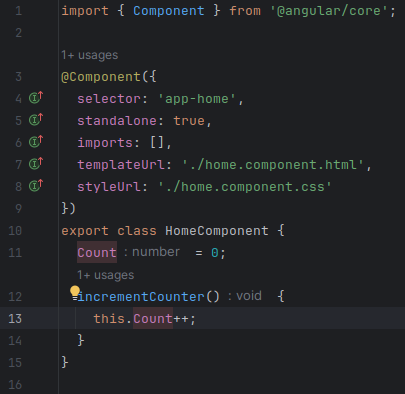 1 import { Component } from '@angular/core';
2
1+ usages
3 @Component({
4   selector: 'app-home',
5   standalone: true,
6   imports: [],
7   templateUrl: './home.component.html',
8   styleUrl: './home.component.css'
9 })
10 export class HomeComponent {
11   Count : number = 0;
1+ usages
12   incrementCounter() : void {
13     this.Count++;
14   }
15 }
16